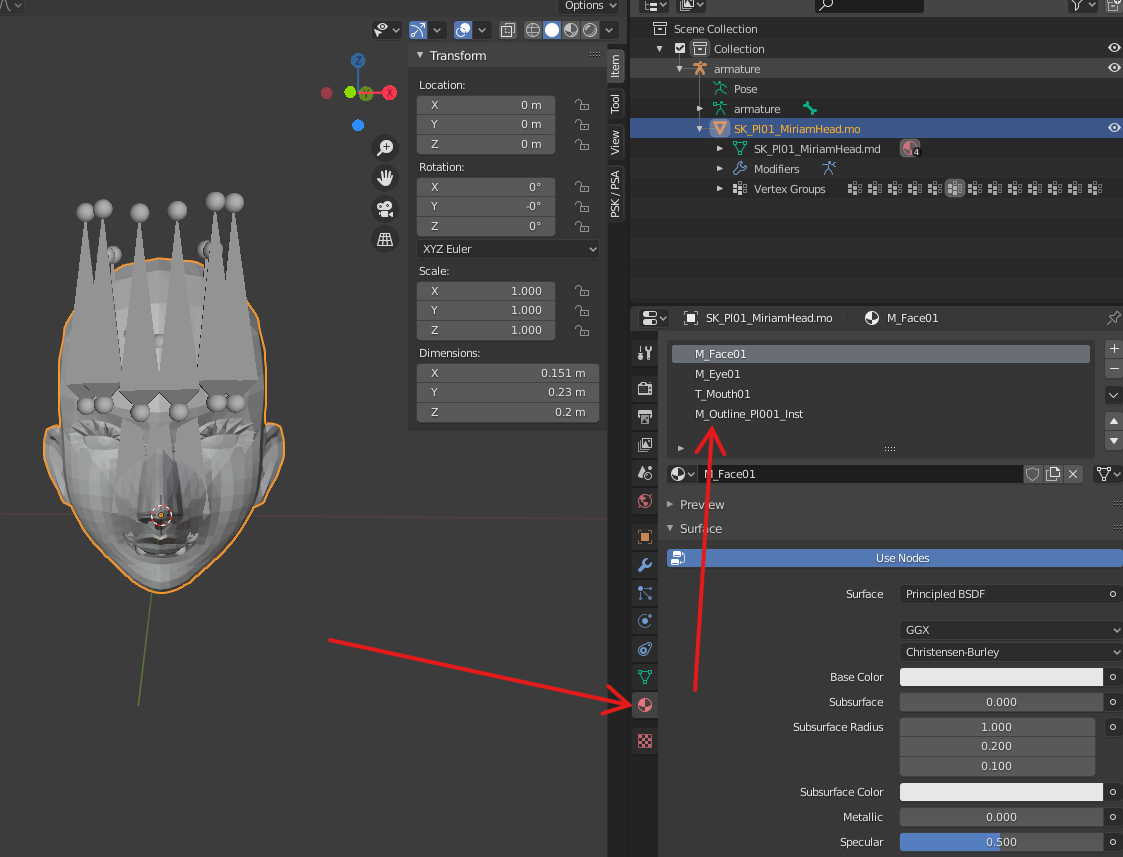 Options
Transform
Location:
X 0 m
Y 0 m
Z 0 m
Rotation:
X 0°
Y -0°
Z 0°
XYZ Euler
Scale:
X 1.000
Y 1.000
Z 1.000
Dimensions:
X 0.151 m
Y 0.23 m
Z 0.2 m
Item
Tool
View
PSK / PSA
Z
Y
X
Scene Collection
Collection
armature
Pose
armature
SK_Pl01_MiriamHead.mo
SK_Pl01_MiriamHead.md 4
Modifiers
Vertex Groups
SK_Pl01_MiriamHead.mo M_Face01
M_Face01
M_Eye01
T_Mouth01
M_Outline_Pl001_Inst
M_Face01
Preview
Surface
Use Nodes
Surface Principled BSDF
GGX
Christensen-Burley
Base Color
Subsurface 0.000
Subsurface Radius 1.000
0.200
0.100
Subsurface Color
Metallic 0.000
Specular 0.500